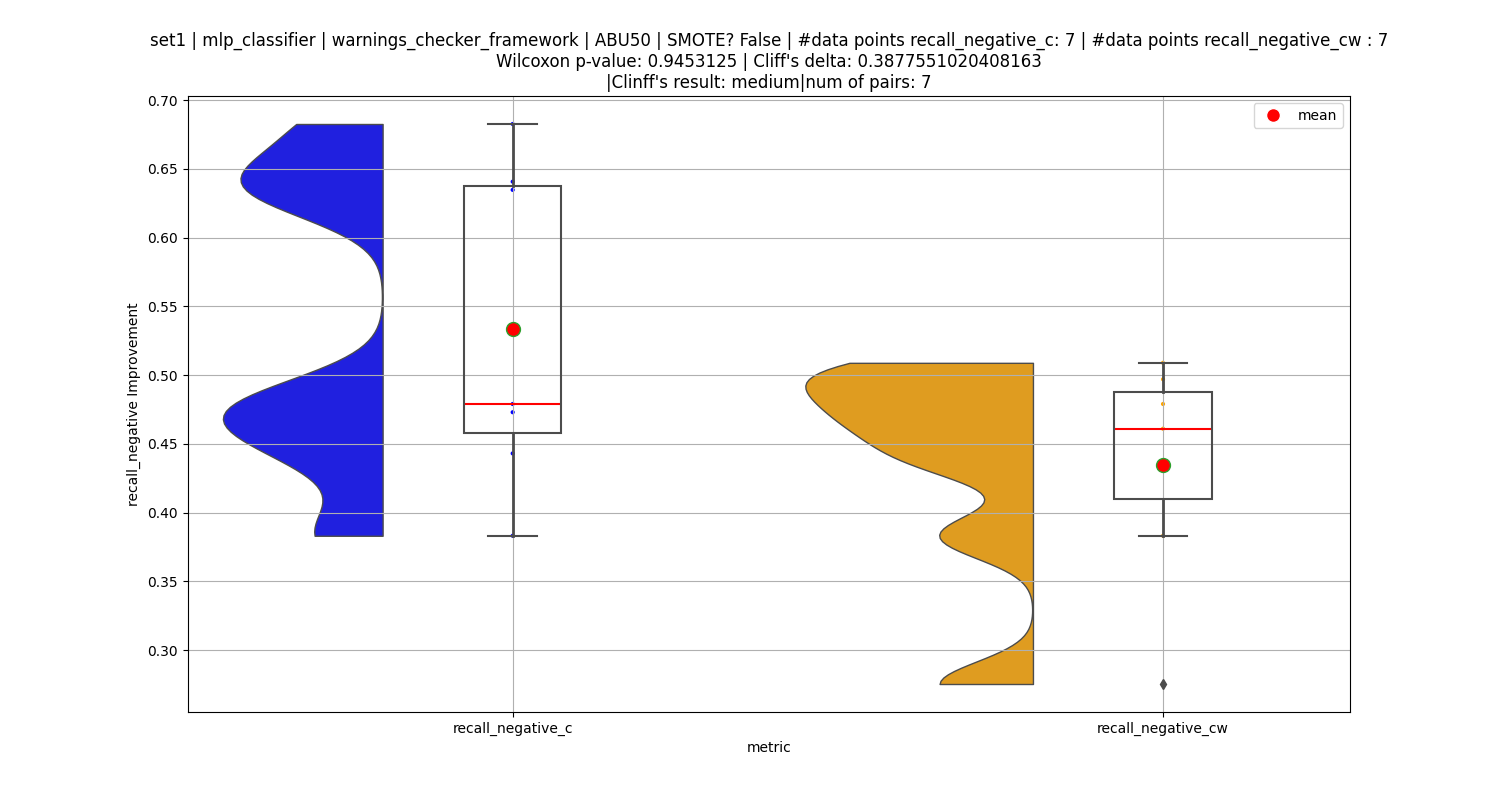 set1 | mlp_classifier | warnings_checker_framework | ABU50 | SMOTE? False | #data points recall_negative_c: 7 | #data points recall_negative_cw : 7
Wilcoxon p-value: 0.9453125 | Cliff's delta: 0.3877551020408163
|Clinff's result: medium|num of pairs: 7
mean
0.70
0.65
0.60
0.55
0.50
0.45
0.40
0.35
0.30
recall_negative Improvement
recall_negative_c
recall_negative_cw
metric